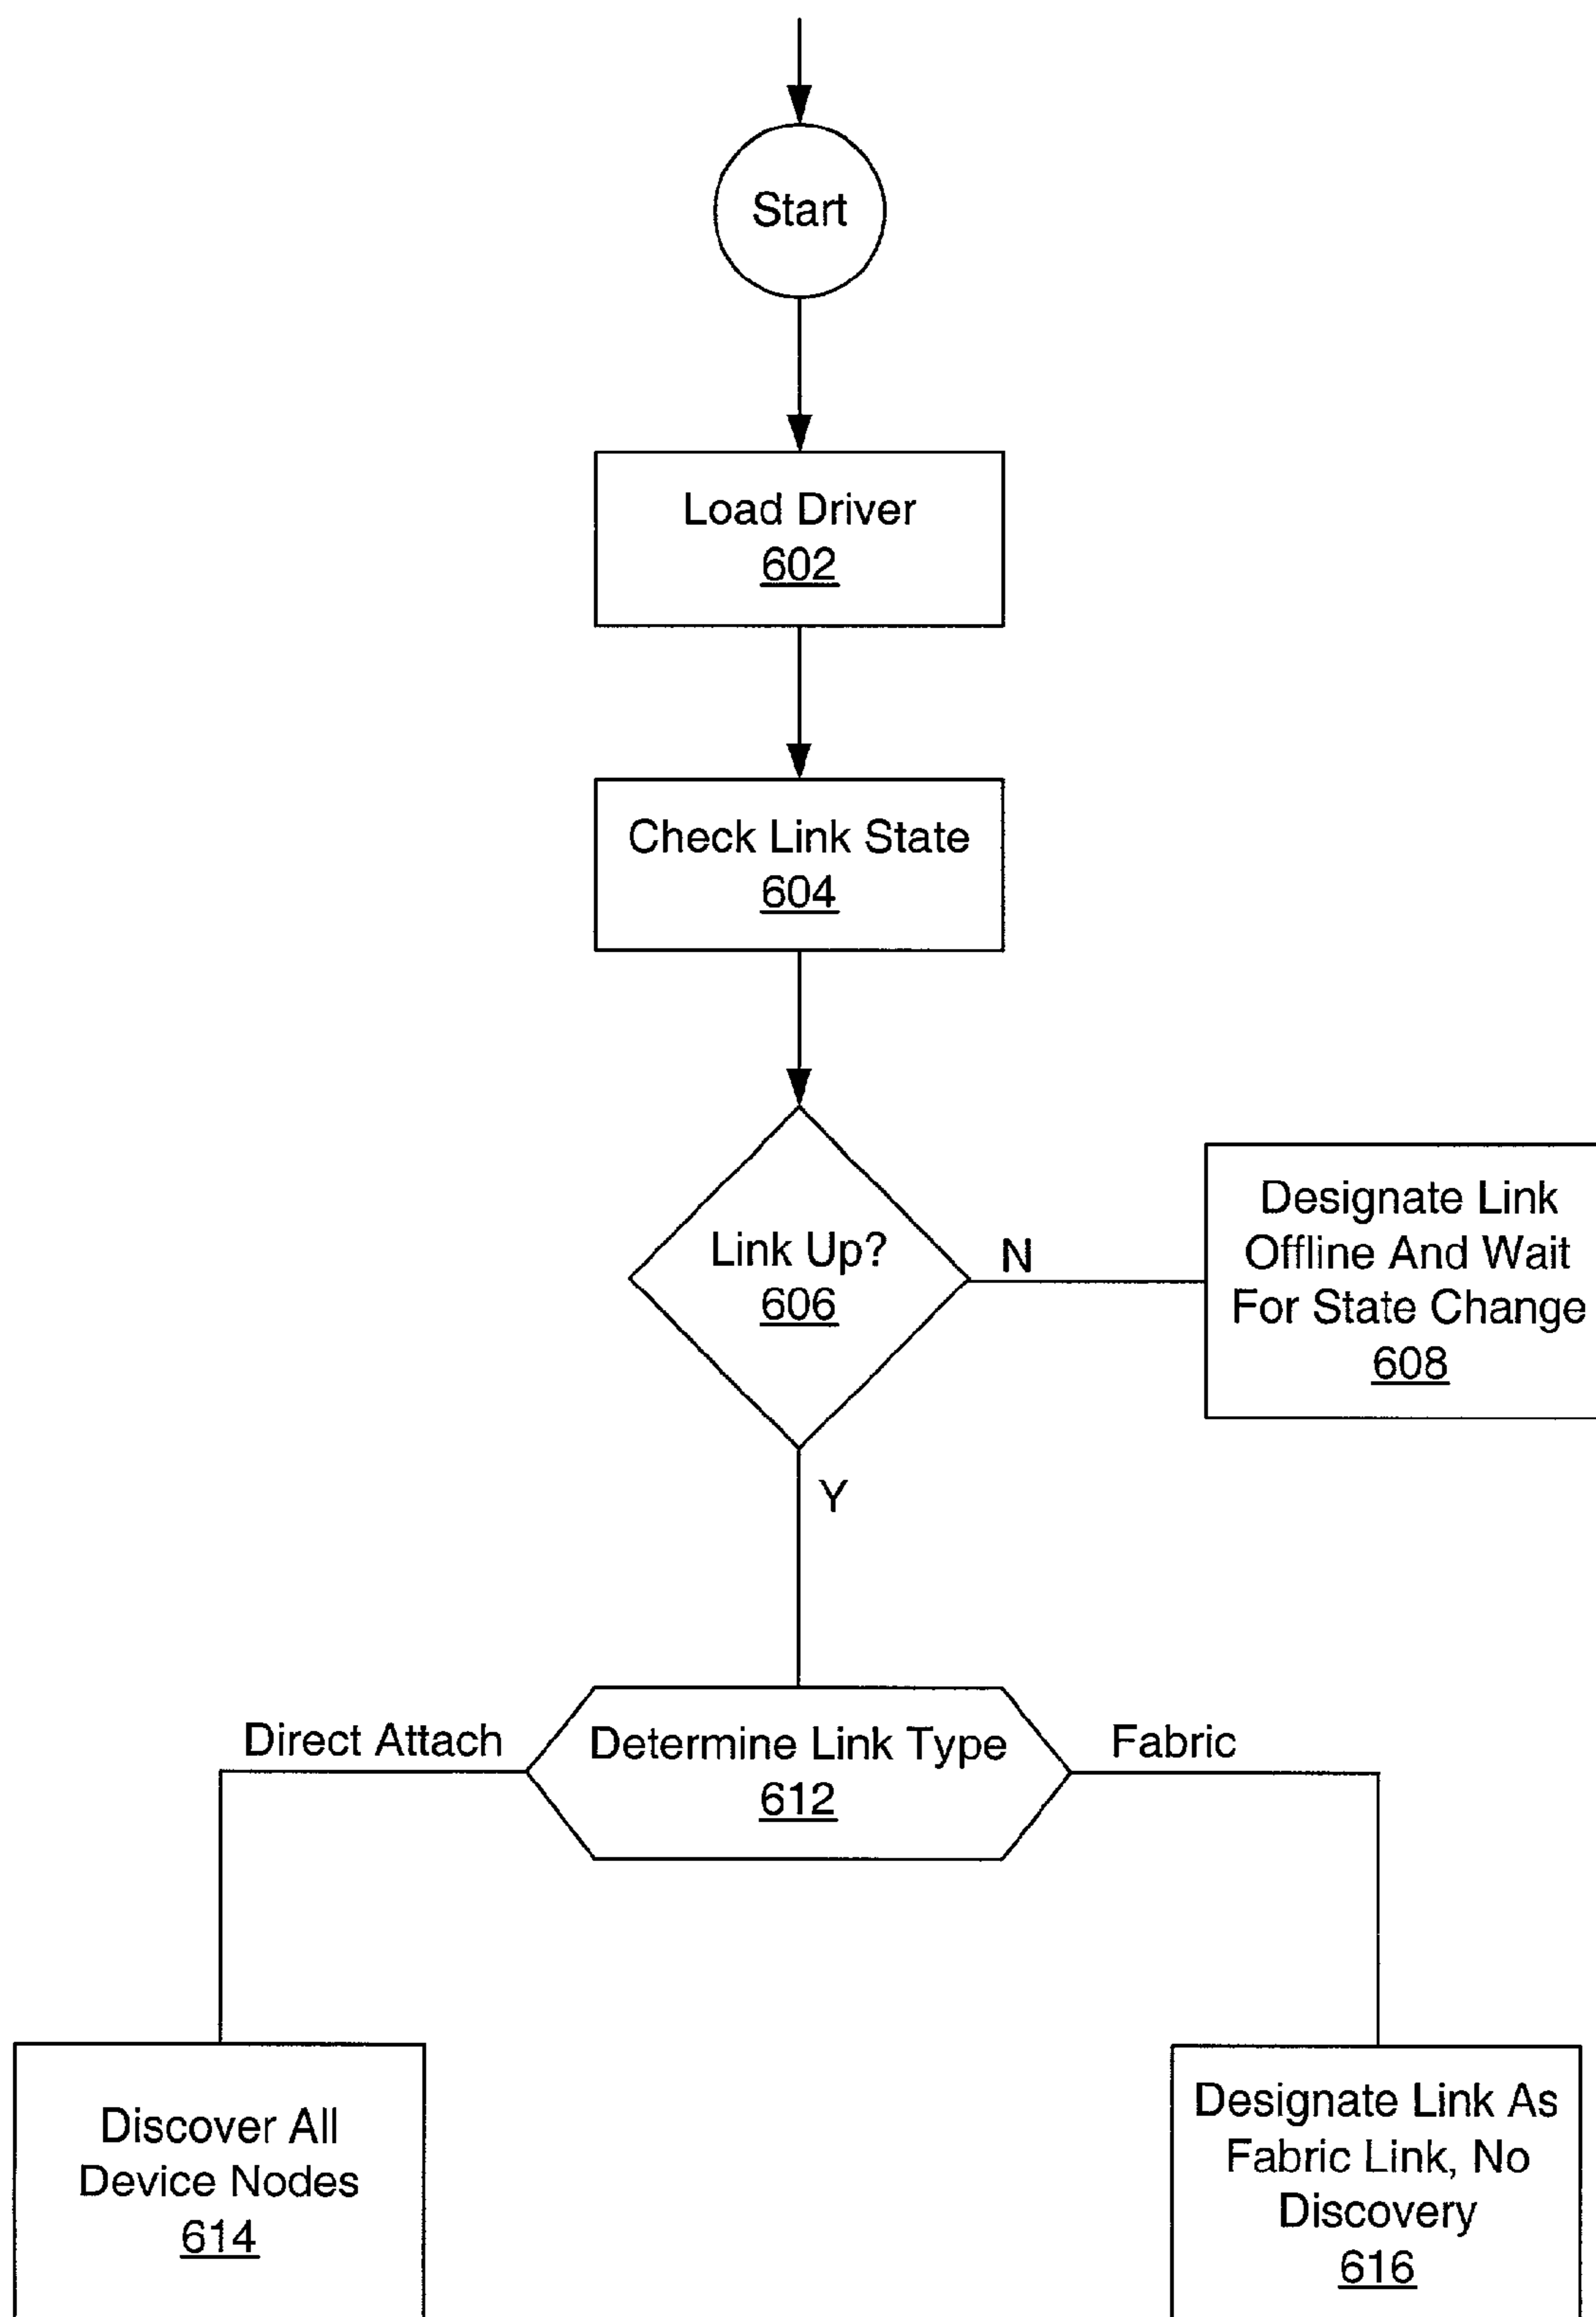 Start
Load Driver
602
Check Link State
604
Link Up?
606
N
Designate Link
Offline And Wait
For State Change
608
Y
Direct Attach
Determine Link Type
612
Fabric
Discover All
Device Nodes
614
Designate Link As
Fabric Link, No
Discovery
616